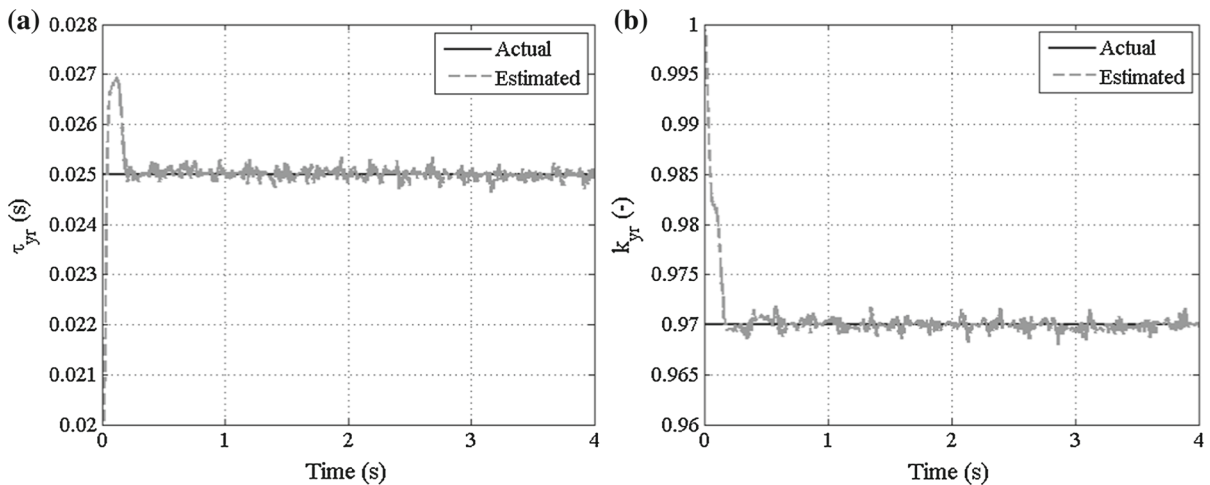 (a)
0.028
0.027
0.026
0.025
0.024
0.023
0.022
0.021
0.02
τyr (s)
0
1
2
3
4
Time (s)
Actual
Estimated
(b)
1
0.995
0.99
0.985
0.98
0.975
0.97
0.965
0.96
kyr (-)
0
1
2
3
4
Time (s)
Actual
Estimated